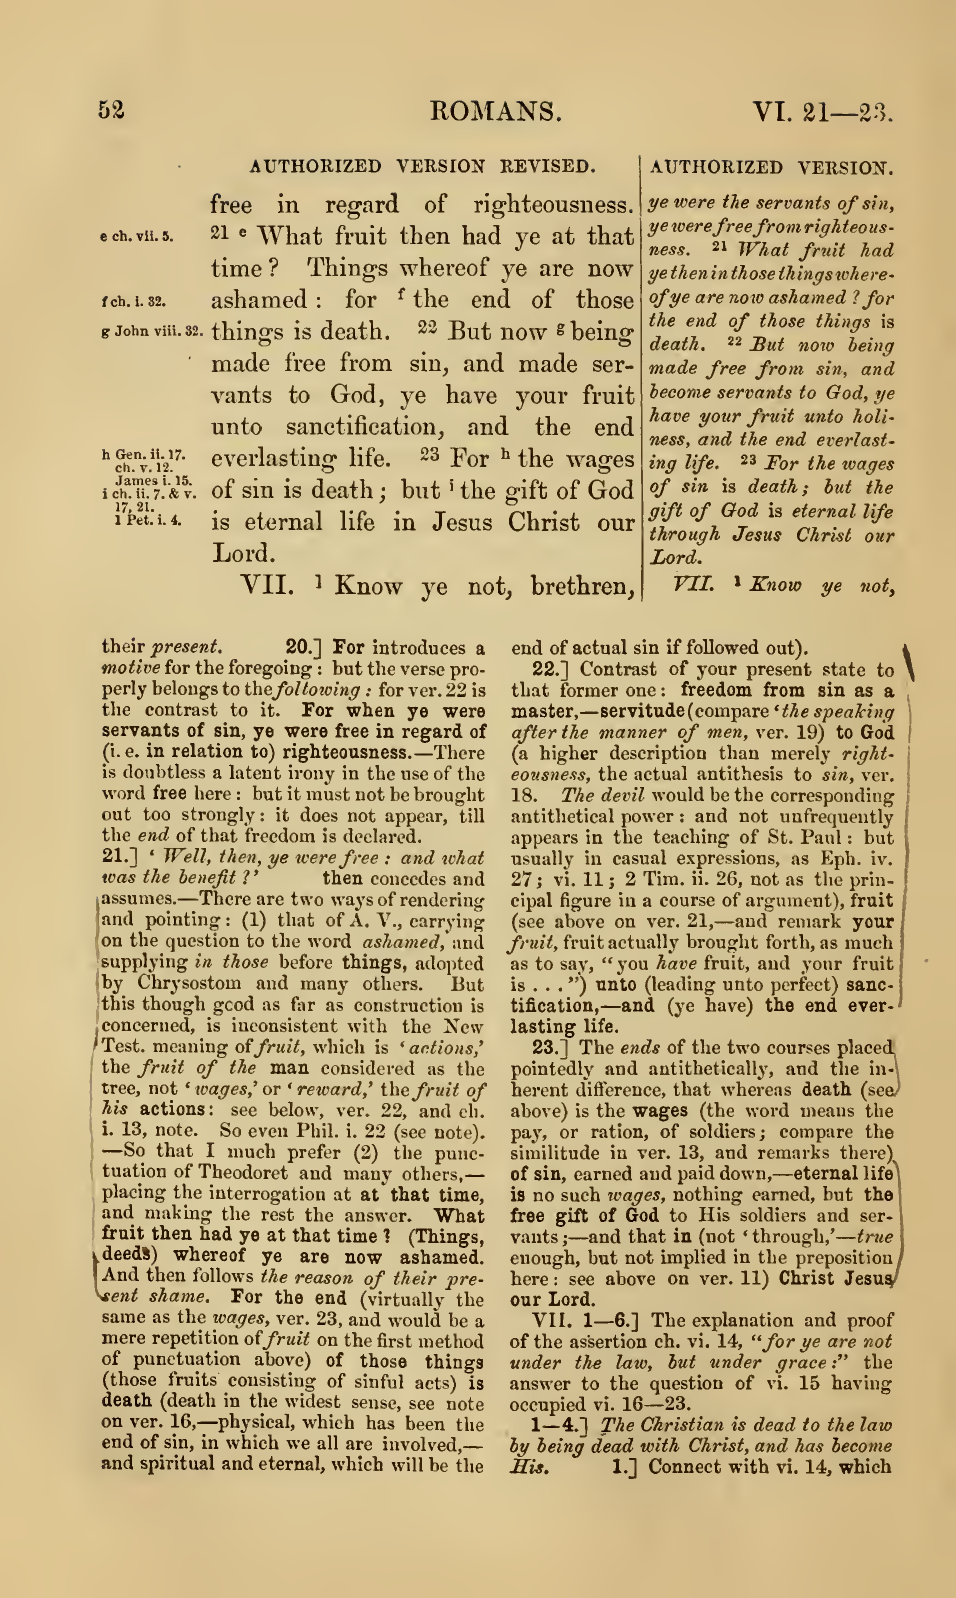 52 ROMANS. VI. 21—23.
AUTHORIZED VERSION REVISED.
free in regard of righteousness.
e ch. vii. 5.
21 e What fruit then had ye at that
time? Things whereof ye are now
f ch. i. 32.
ashamed: for f the end of those
g John viii. 32.
things is death. 22 But now g being
made free from sin, and made ser-
vants to God, ye have your fruit
unto sanctification, and the end
h Gen. ii. 17.
ch. v. 12.
James i. 15.
everlasting life. 23 For h the wages
i ch. ii. 7. & v.
17, 21.
1 Pet. i. 4.
of sin is death; but i the gift of God
is eternal life in Jesus Christ our
Lord.
VII. 1 Know ye not, brethren,
AUTHORIZED VERSION.
ye were the servants of sin,
ye were free from righteous-
ness. 21 What fruit had
ye then in those things where-
of ye are now ashamed? for
the end of those things is
death. 22 But now being
made free from sin, and
become servants to God, ye
have your fruit unto holi-
ness, and the end everlast-
ing life. 23 For the wages
of sin is death; but the
gift of God is eternal life
through Jesus Christ our
Lord.
VII. 1 Know ye not,
their present. 20.] For introduces a
motive for the foregoing: but the verse pro-
perly belongs to the following: for ver. 22 is
the contrast to it. For when ye were
servants of sin, ye were free in regard of
(i. e. in relation to) righteousness.—There
is doubtless a latent irony in the use of the
word free here: but it must not be brought
out too strongly: it does not appear, till
the end of that freedom is declared.
21.] ‘Well, then, ye were free: and what
was the benefit?’ then concedes and
assumes.—There are two ways of rendering
and pointing: (1) that of A. V., carrying
on the question to the word ashamed, and
supplying in those before things, adopted
by Chrysostom and many others. But
this though good as far as construction is
concerned, is inconsistent with the New
Test. meaning of fruit, which is ‘actions,’
the fruit of the man considered as the
tree, not ‘wages,’ or ‘reward,’ the fruit of
his actions: see below, ver. 22, and ch.
i. 13, note. So even Phil. i. 22 (see note).
—So that I much prefer (2) the punc-
tuation of Theodoret and many others,—
placing the interrogation at at that time,
and making the rest the answer. What
fruit then had ye at that time? (Things,
deeds) whereof ye are now ashamed.
And then follows the reason of their pre-
sent shame. For the end (virtually the
same as the wages, ver. 23, and would be a
mere repetition of fruit on the first method
of punctuation above) of those things
(those fruits consisting of sinful acts) is
death (death in the widest sense, see note
on ver. 16,—physical, which has been the
end of sin, in which we all are involved,—
and spiritual and eternal, which will be the
end of actual sin if followed out).
22.] Contrast of your present state to
that former one: freedom from sin as a
master,—servitude (compare ‘the speaking
after the manner of men, ver. 19) to God
(a higher description than merely right-
eousness, the actual antithesis to sin, ver.
18. The devil would be the corresponding
antithetical power: and not unfrequently
appears in the teaching of St. Paul: but
usually in casual expressions, as Eph. iv.
27; vi. 11; 2 Tim. ii. 26, not as the prin-
cipal figure in a course of argument), fruit
(see above on ver. 21,—and remark your
fruit, fruit actually brought forth, as much
as to say, “you have fruit, and your fruit
is . . .”) unto (leading unto perfect) sanc-
tification,—and (ye have) the end ever-
lasting life.
23.] The ends of the two courses placed
pointedly and antithetically, and the in-
herent difference, that whereas death (see
above) is the wages (the word means the
pay, or ration, of soldiers; compare the
similitude in ver. 13, and remarks there)
of sin, earned and paid down,—eternal life
is no such wages, nothing earned, but the
free gift of God to His soldiers and ser-
vants;—and that in (not ‘through,’—true
enough, but not implied in the preposition
here: see above on ver. 11) Christ Jesus
our Lord.
VII. 1—6.] The explanation and proof
of the assertion ch. vi. 14, “for ye are not
under the law, but under grace:” the
answer to the question of vi. 15 having
occupied vi. 16—23.
1—4.] The Christian is dead to the law
by being dead with Christ, and has become
His. 1.] Connect with vi. 14, which